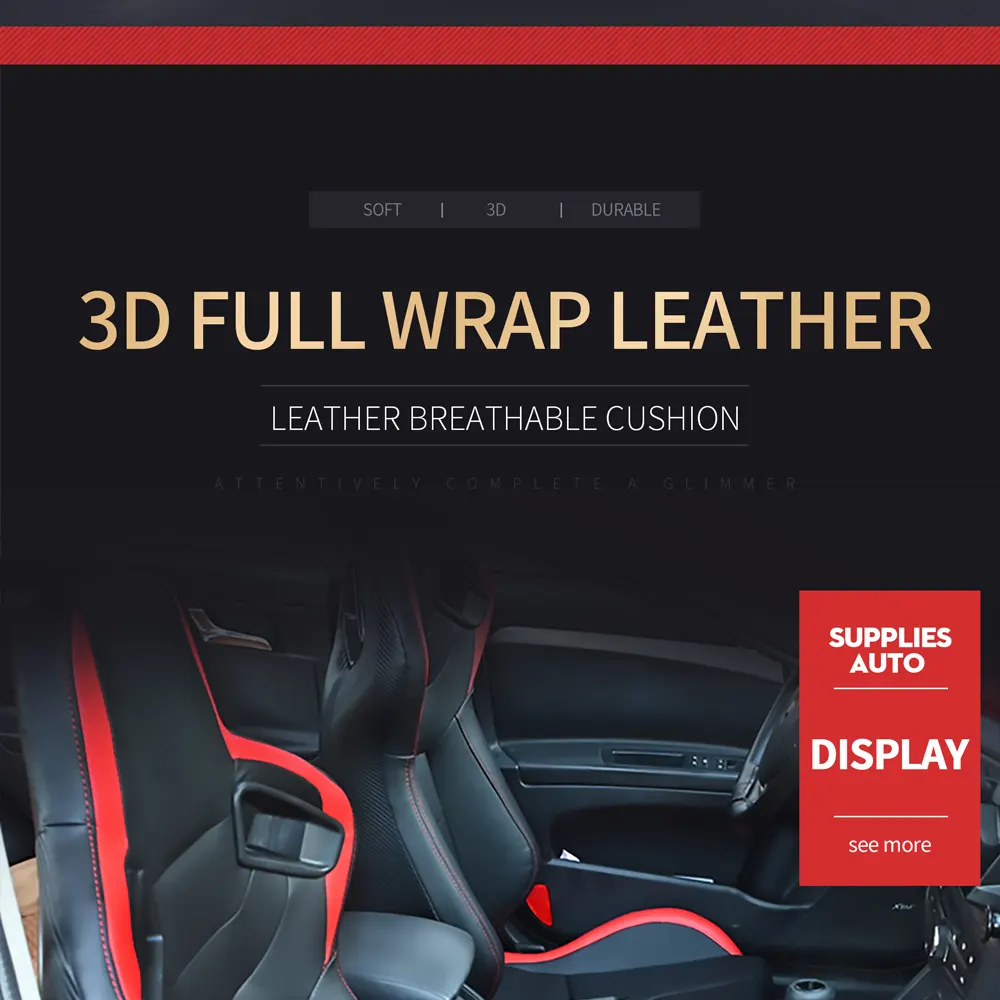 SOFT | 3D | DURABLE
3D FULL WRAP LEATHER
LEATHER BREATHABLE CUSHION
ATTENTIVELY COMPLETE A GLIMMER
SUPPLIES
AUTO
DISPLAY
see more